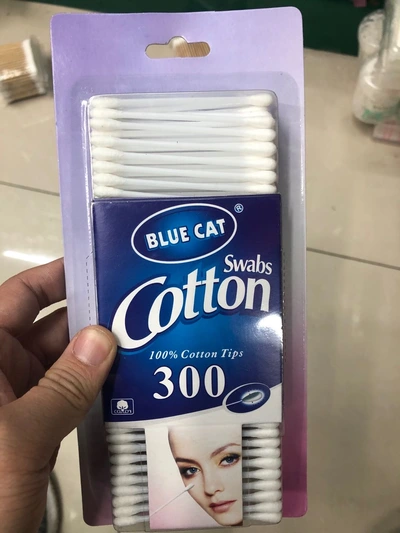 BLUE CAT ®
Swabs
Cotton
100% Cotton Tips
300